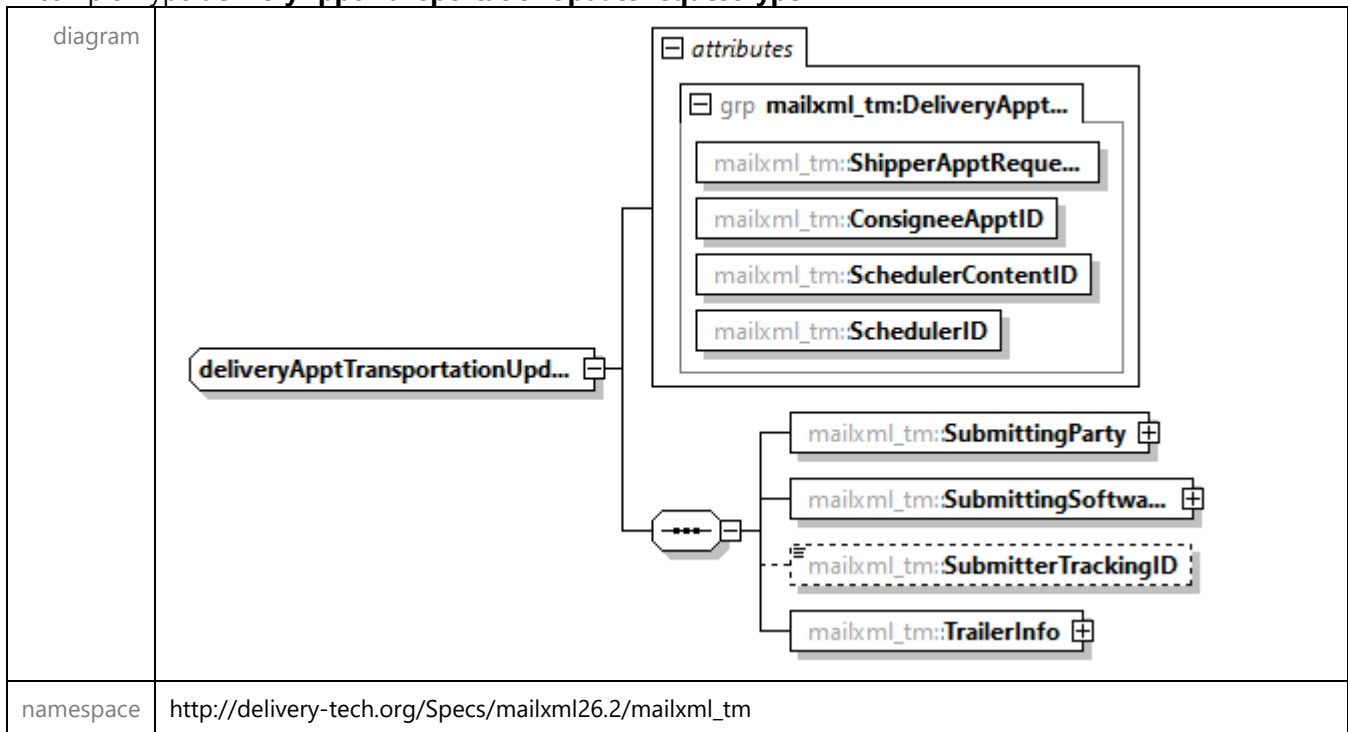 diagram
attributes
grp mailxml_tm:DeliveryAppt...
mailxml_tm:ShipperApptReque...
mailxml_tm:ConsigneeApptID
mailxml_tm:SchedulerContentID
mailxml_tm:SchedulerID
deliveryApptTransportationUpd...
mailxml_tm:SubmittingParty
mailxml_tm:SubmittingSoftwa...
mailxml_tm:SubmitterTrackingID
mailxml_tm:TrailerInfo
namespace http://delivery-tech.org/Specs/mailxml26.2/mailxml_tm